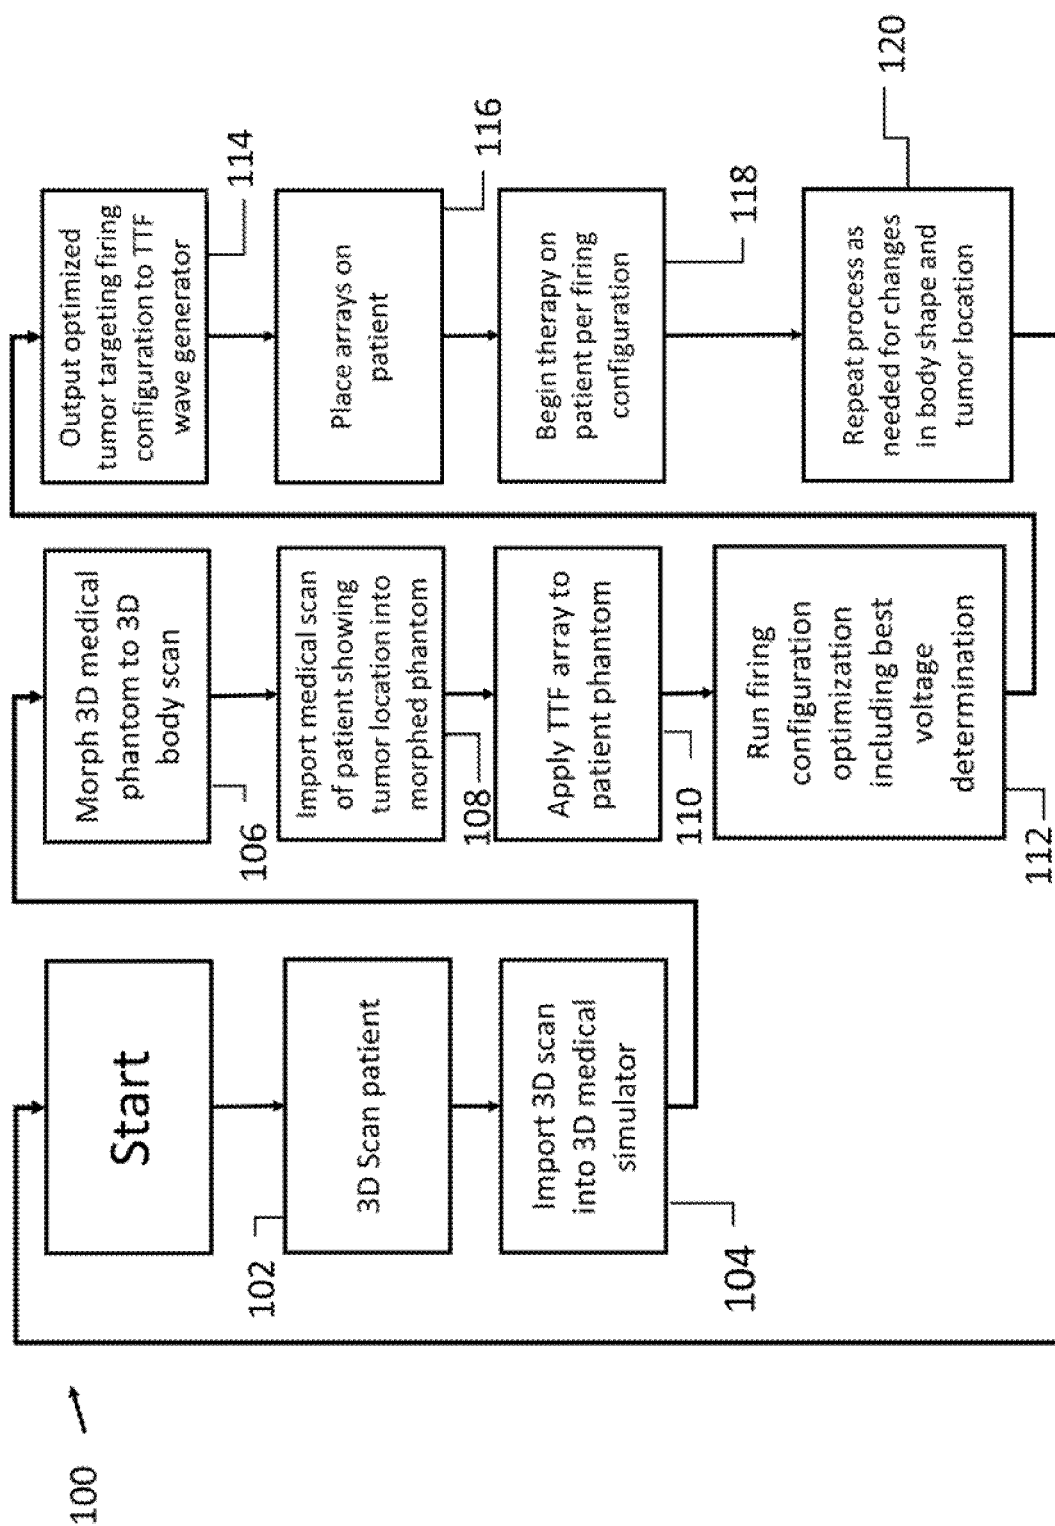 100
Start
102
3D Scan patient
104
Import 3D scan
into 3D medical
simulator
Morph 3D medical
phantom to 3D
body scan
106
Import medical scan
of patient showing
tumor location into
morphed phantom
108
Apply TTF array to
patient phantom
110
Run firing
configuration
optimization
including best
voltage
determination
112
Output optimized
tumor targeting firing
configuration to TTF
wave generator
114
Place arrays on
patient
116
Begin therapy on
patient per firing
configuration
118
Repeat process as
needed for changes
in body shape and
tumor location
120